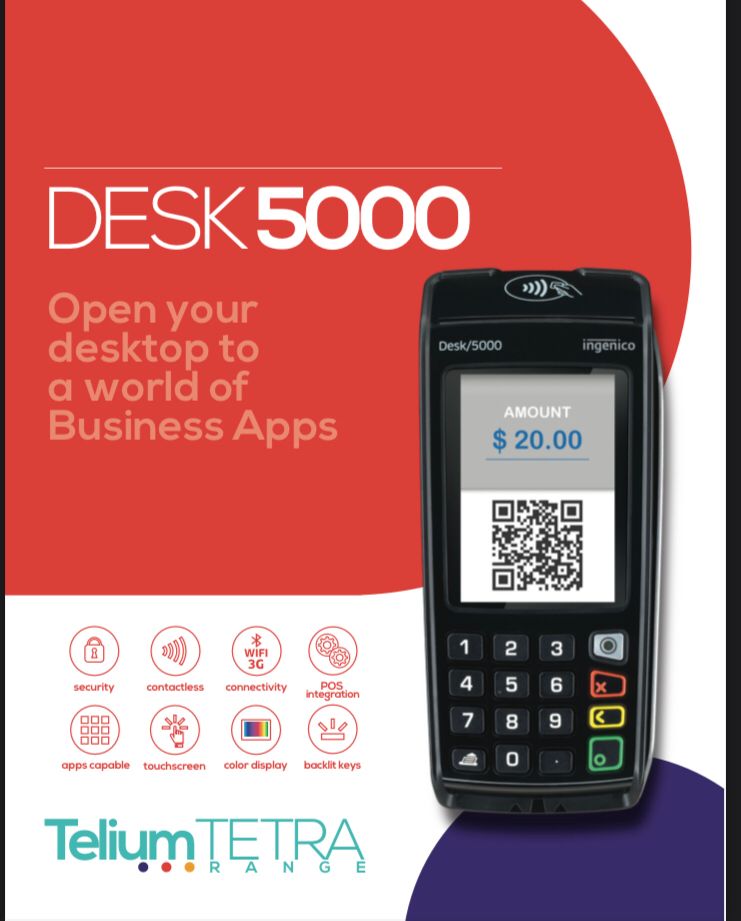 DESK 5000
Open your
desktop to
a world of
Business Apps
Desk/5000 ingenico
AMOUNT
$ 20.00
1 2 3
4 5 6
7 8 9
0 .
WIFI
3G
security contactless connectivity POS
integration
apps capable touchscreen color display backlit keys
Telium TETRA
RANGE